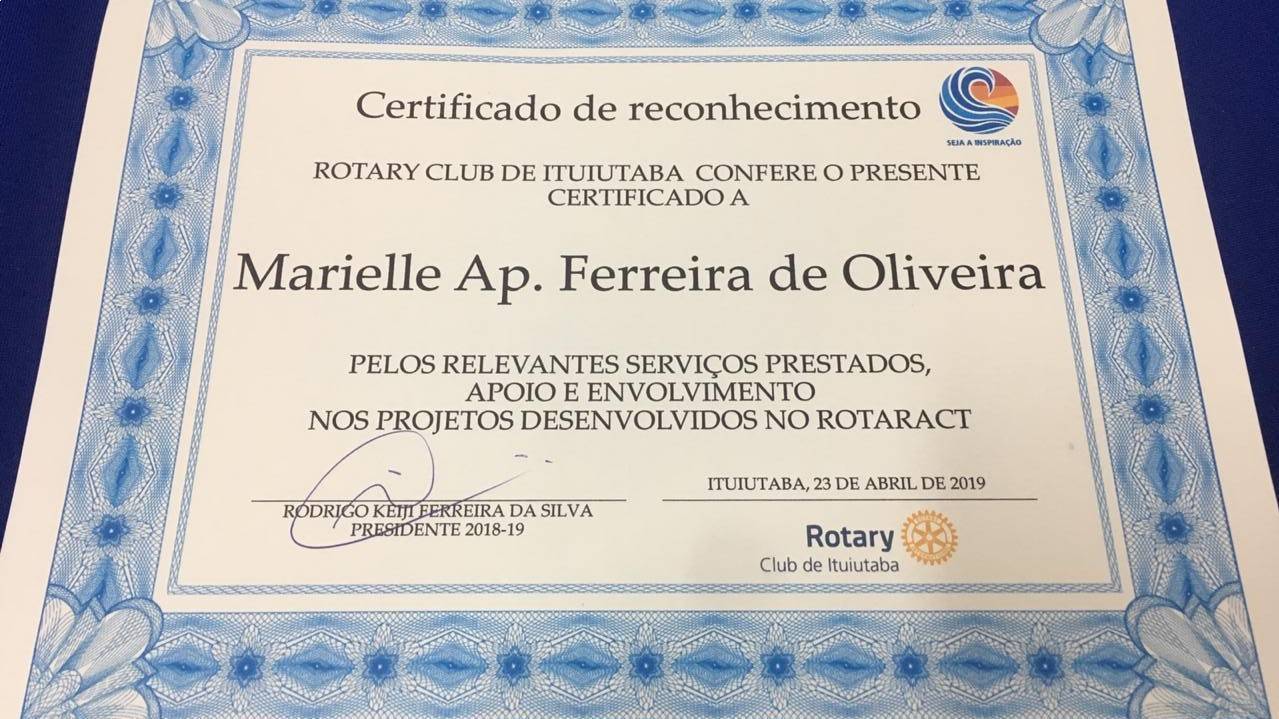 Certificado de reconhecimento
SEJA A INSPIRAÇÃO
ROTARY CLUB DE ITUIUTABA CONFERE O PRESENTE
CERTIFICADO A
Marielle Ap. Ferreira de Oliveira
PELOS RELEVANTES SERVIÇOS PRESTADOS,
APOIO E ENVOLVIMENTO
NOS PROJETOS DESENVOLVIDOS NO ROTARACT
RODRIGO KEIJI FERREIRA DA SILVA
PRESIDENTE 2018-19
ITUIUTABA, 23 DE ABRIL DE 2019
Rotary
Club de Ituiutaba